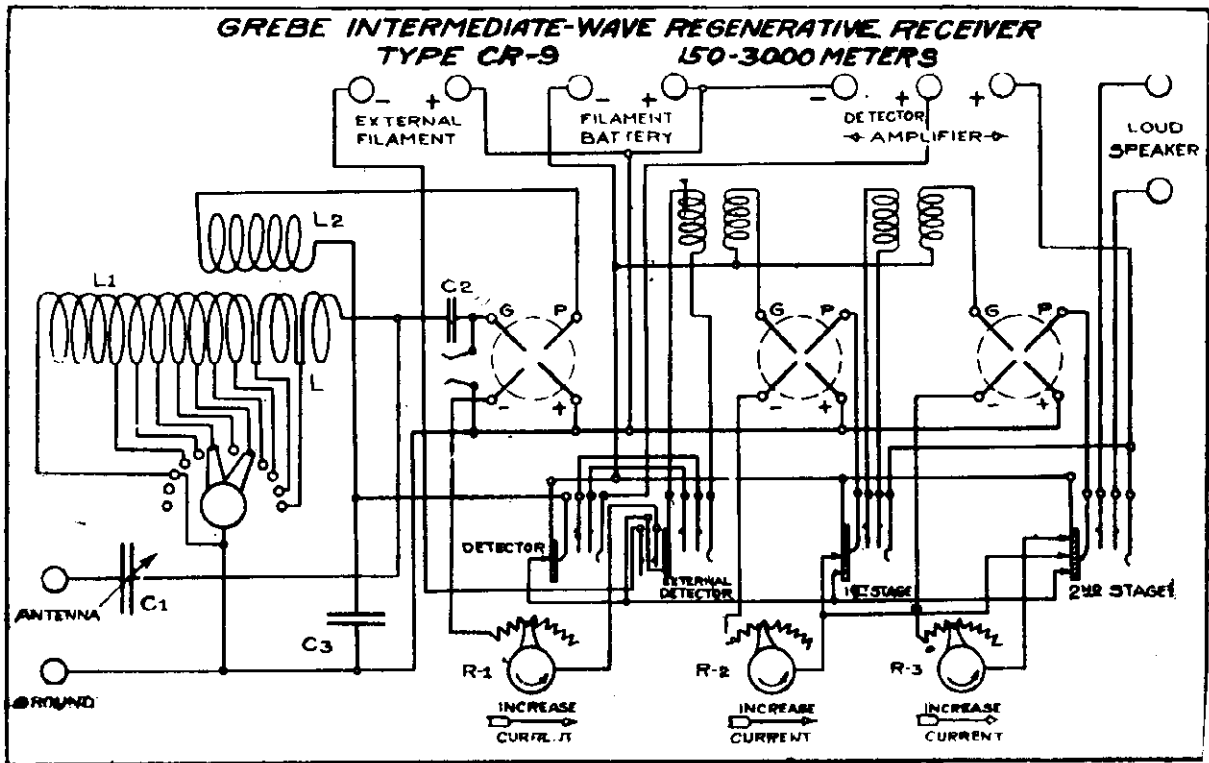 GREBE INTERMEDIATE-WAVE REGENERATIVE RECEIVER
TYPE CR-9 150-3000 METERS
- +
EXTERNAL
FILAMENT
- +
FILAMENT
BATTERY
- + +
DETECTOR
AMPLIFIER
LOUD
SPEAKER
L2
L1
L
C2
G P
- +
G P
- +
G P
- +
DETECTOR
EXTERNAL
DETECTOR
1ST STAGE
2ND STAGE
ANTENNA
C1
C3
GROUND
R-1
R-2
R-3
INCREASE
CURRENT
INCREASE
CURRENT
INCREASE
CURRENT